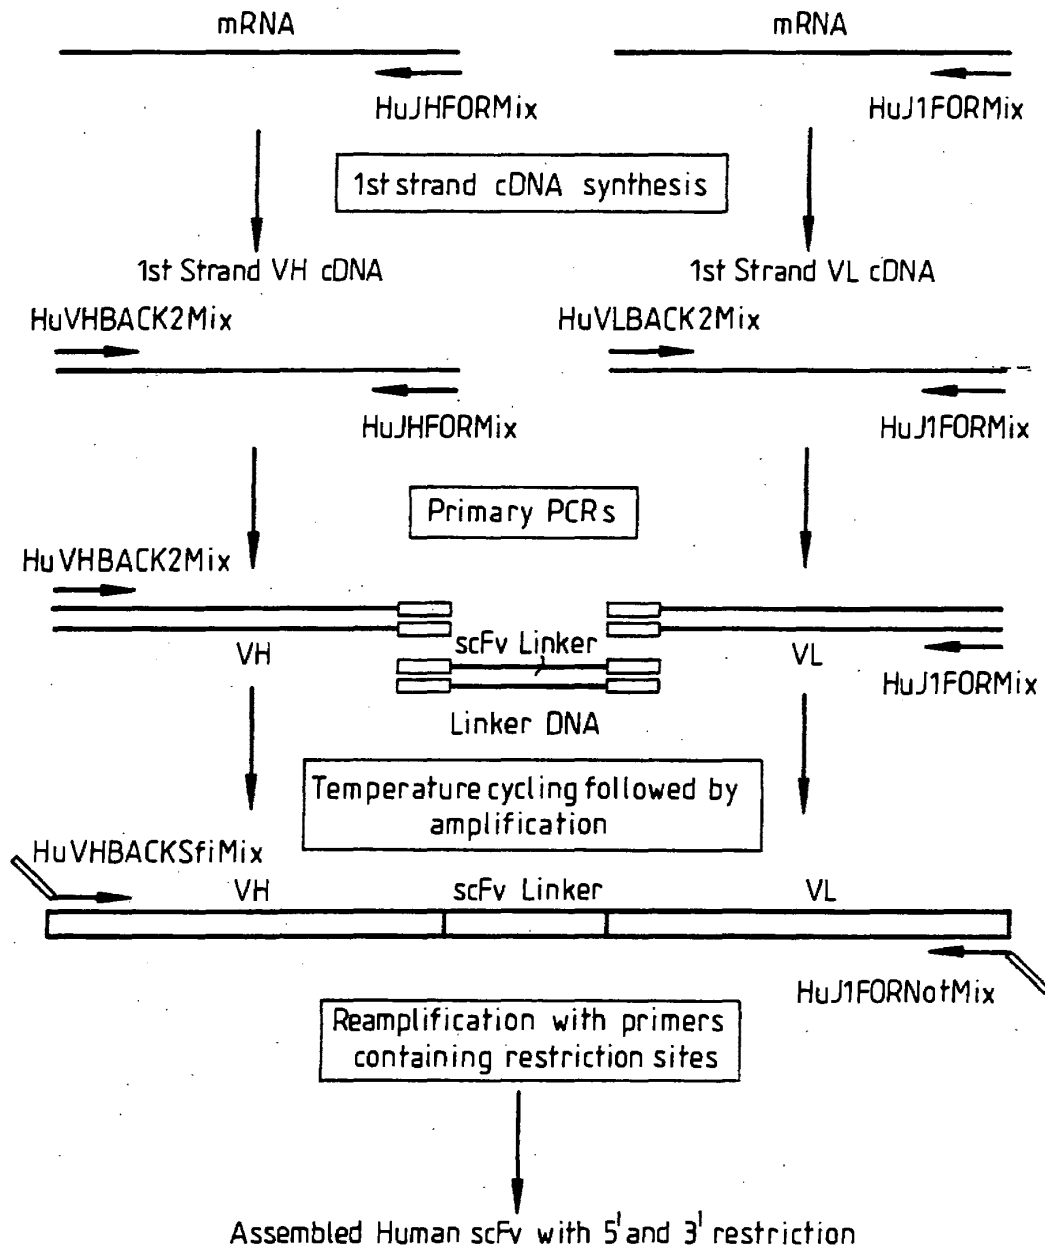 mRNA
mRNA
HuJHFORMix
HuJ1FORMix
1st strand cDNA synthesis
1st Strand VH cDNA
1st Strand VL cDNA
HuVHBACK2Mix
HuVLBACK2Mix
HuJHFORMix
HuJ1FORMix
Primary PCRs
HuVHBACK2Mix
VH
scFv Linker
VL
HuJ1FORMix
Linker DNA
Temperature cycling followed by
amplification
HuVHBACKSfiMix
VH
scFv Linker
VL
HuJ1FORNotMix
Reamplification with primers
containing restriction sites
Assembled Human scFv with 5' and 3' restriction